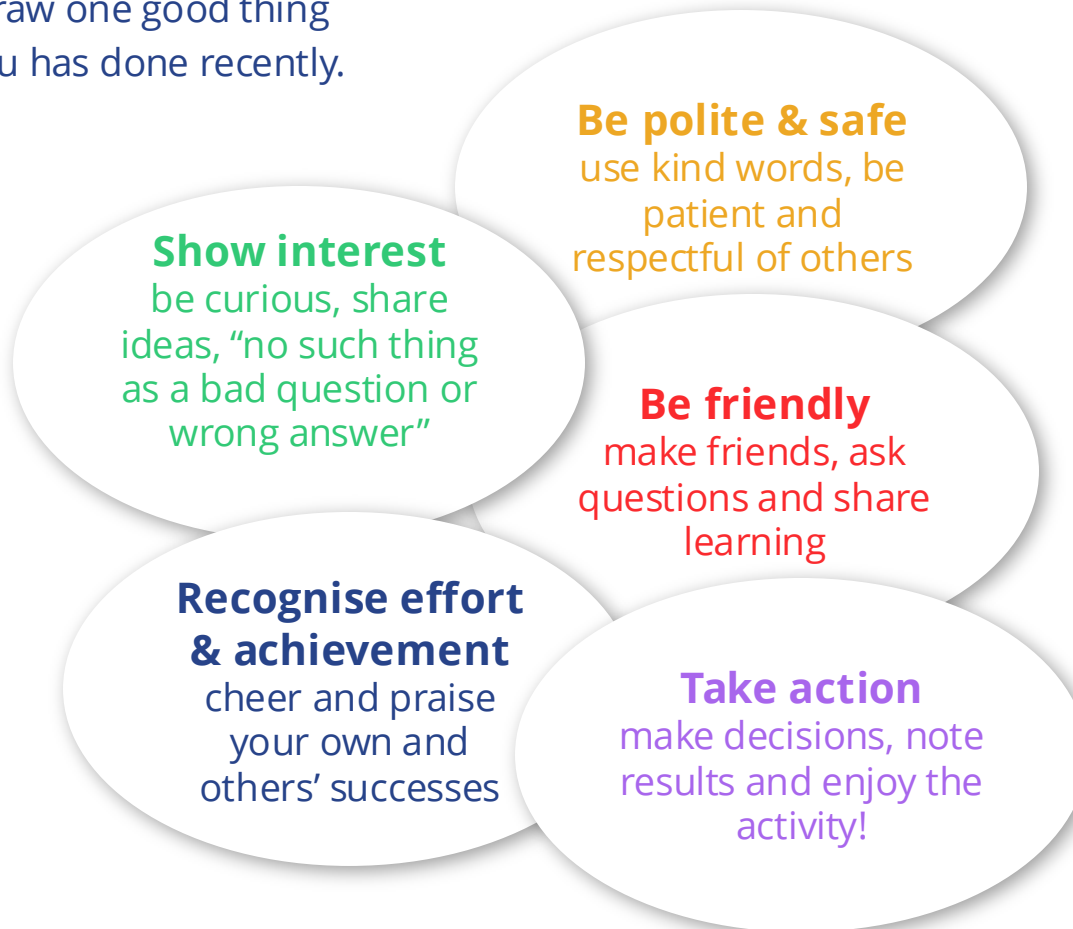 one good thing
has done recently.
Be polite & safe
use kind words, be
patient and
respectful of others
Show interest
be curious, share
ideas, “no such thing
as a bad question or
wrong answer”
Be friendly
make friends, ask
questions and share
learning
Recognise effort
& achievement
cheer and praise
your own and
others’ successes
Take action
make decisions, note
results and enjoy the
activity!